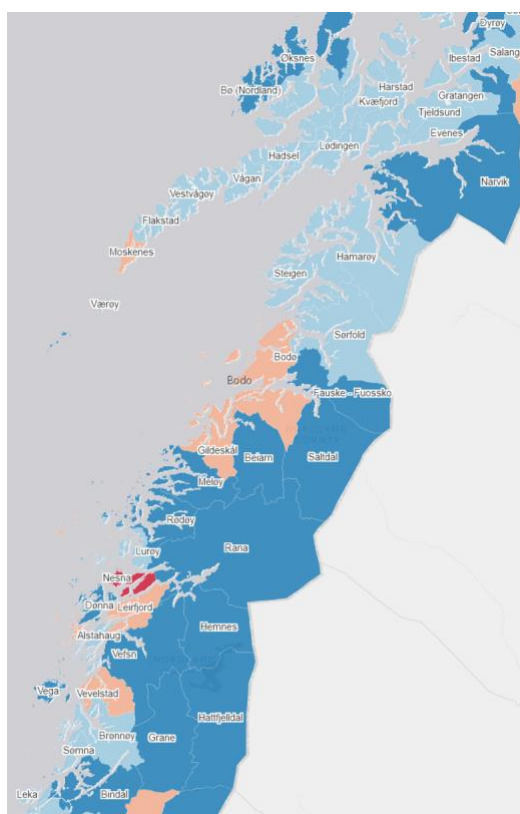 Dyrøy
Øksnes
Ibestad
Salang
Bø (Nordland)
Harstad
Kvæfjord
Gratangen
Tjeldsund
Evenes
Lødingen
Hadsel
Narvik
Vågan
Vestvågøy
Flakstad
Moskenes
Hamarøy
Steigen
Værøy
Sørfold
Bodø
Bodo
Fauske - Fuossko
Gildeskål
Beiarn
Saltdal
Meløy
Rødøy
Lurøy
Rana
Nesna
Dønna
Leirfjord
Hemnes
Alstahaug
Vefsn
Vega
Vevelstad
Hattfjelldal
Brønnøy
Grane
Sømna
Leka
Bindal